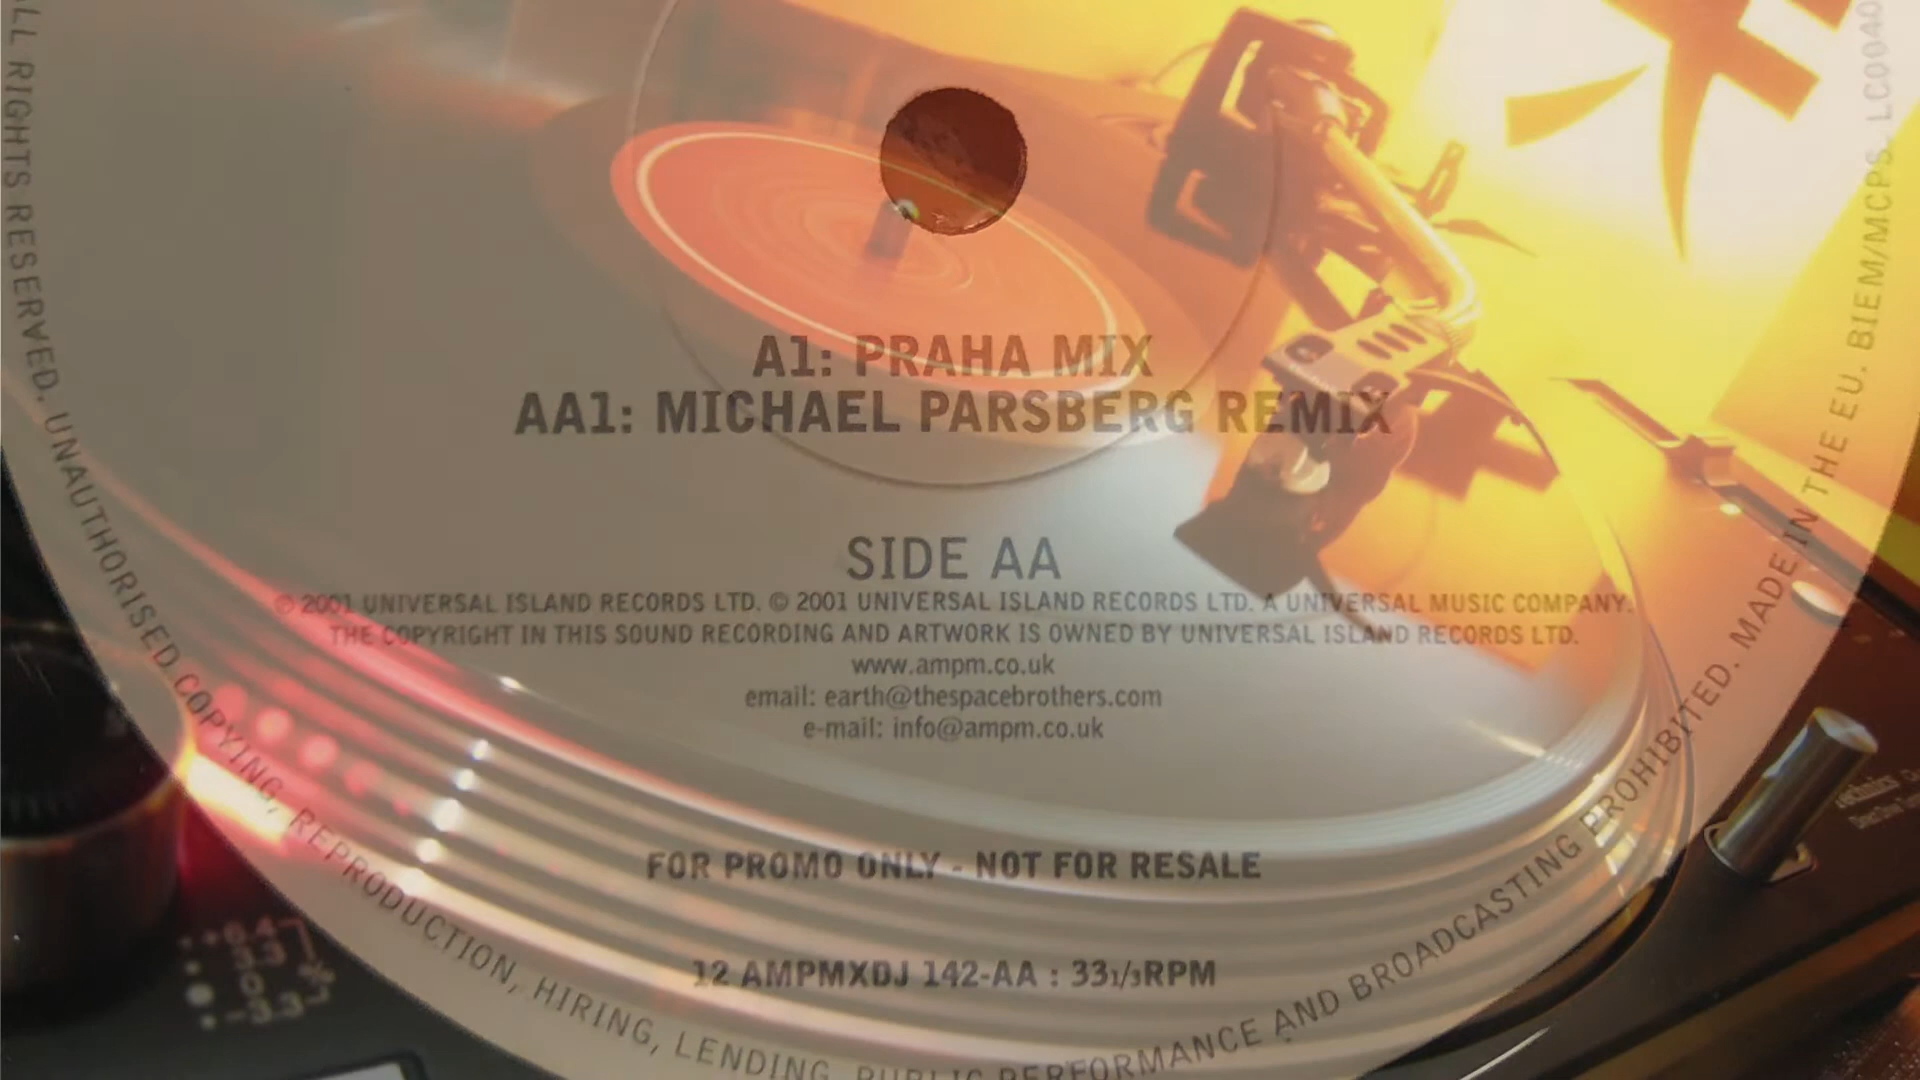 A1: PRAHA MIX
AA1: MICHAEL PARSBERG REMIX
SIDE AA
℗ 2001 UNIVERSAL ISLAND RECORDS LTD. © 2001 UNIVERSAL ISLAND RECORDS LTD. A UNIVERSAL MUSIC COMPANY.
THE COPYRIGHT IN THIS SOUND RECORDING AND ARTWORK IS OWNED BY UNIVERSAL ISLAND RECORDS LTD.
www.ampm.co.uk
email: earth@thespacebrothers.com
e-mail: info@ampm.co.uk
FOR PROMO ONLY - NOT FOR RESALE
12 AMPMXDJ 142-AA : 33 1/3RPM
ALL RIGHTS RESERVED. UNAUTHORISED COPYING, REPRODUCTION, HIRING, LENDING, PUBLIC PERFORMANCE AND BROADCASTING PROHIBITED. MADE IN THE EU. BIEM/MCPS. LC0040